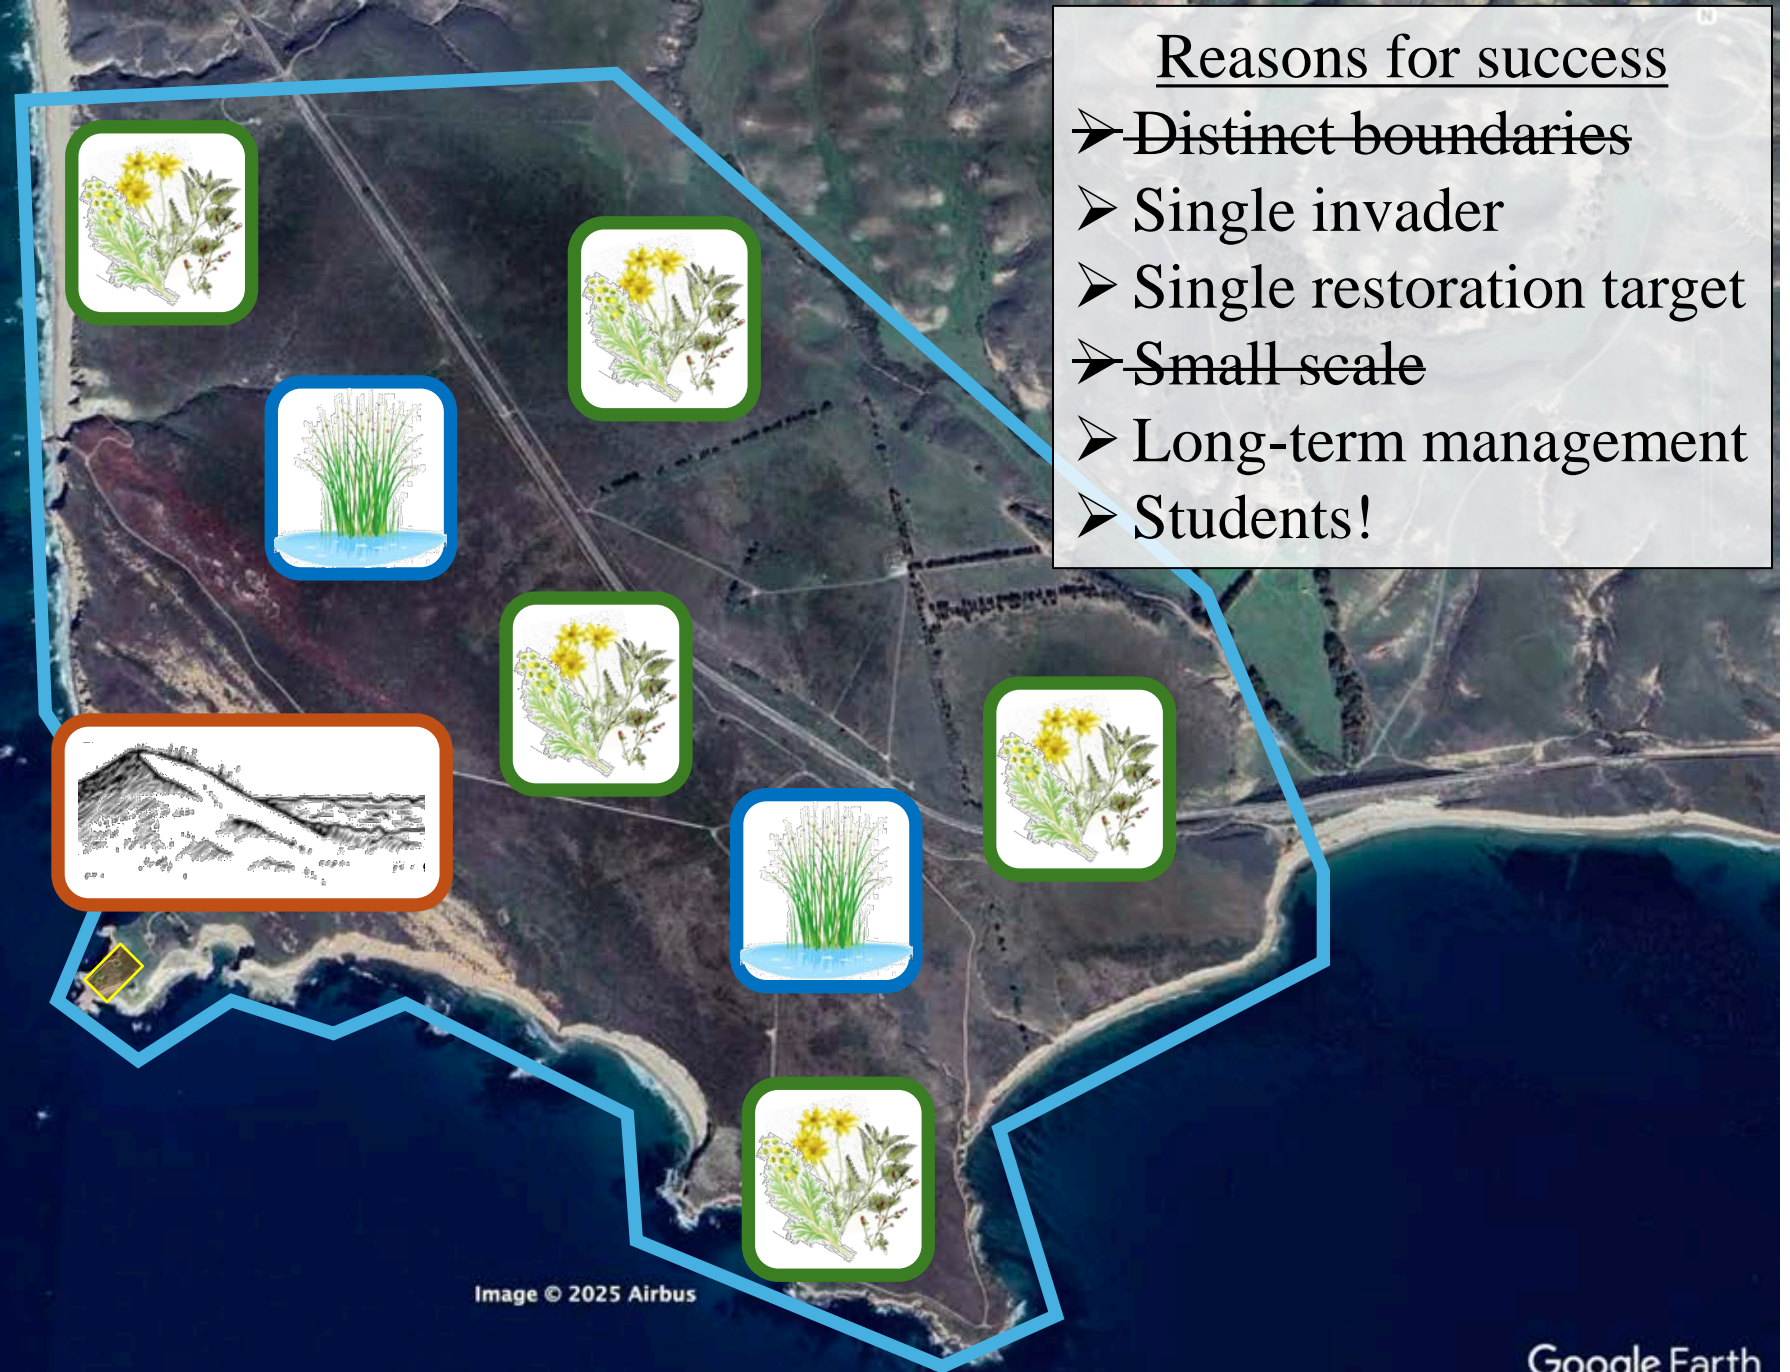 Reasons for success
➢ Distinct boundaries
➢ Single invader
➢ Single restoration target
➢ Small scale
➢ Long-term management
➢ Students!
Image © 2025 Airbus
Google Earth
N